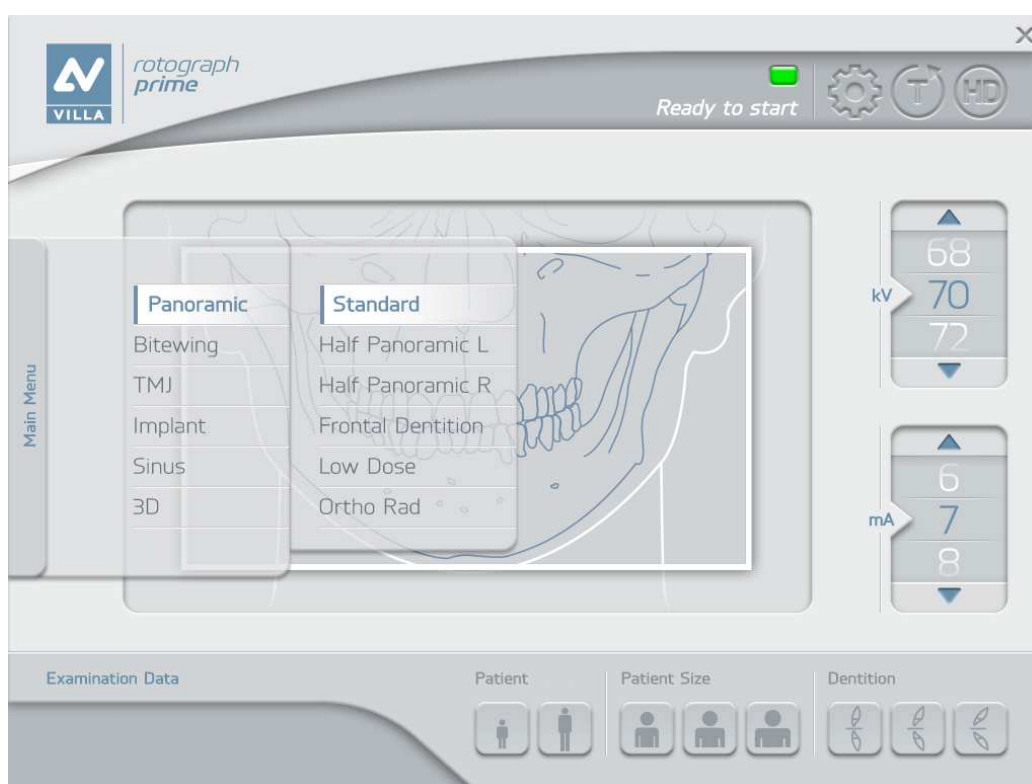 rotograph
prime
VILLA
Ready to start
T
HD
Main Menu
Panoramic
Bitewing
TMJ
Implant
Sinus
3D
Standard
Half Panoramic L
Half Panoramic R
Frontal Dentition
Low Dose
Ortho Rad
kV
68
70
72
mA
6
7
8
Examination Data
Patient
Patient Size
Dentition